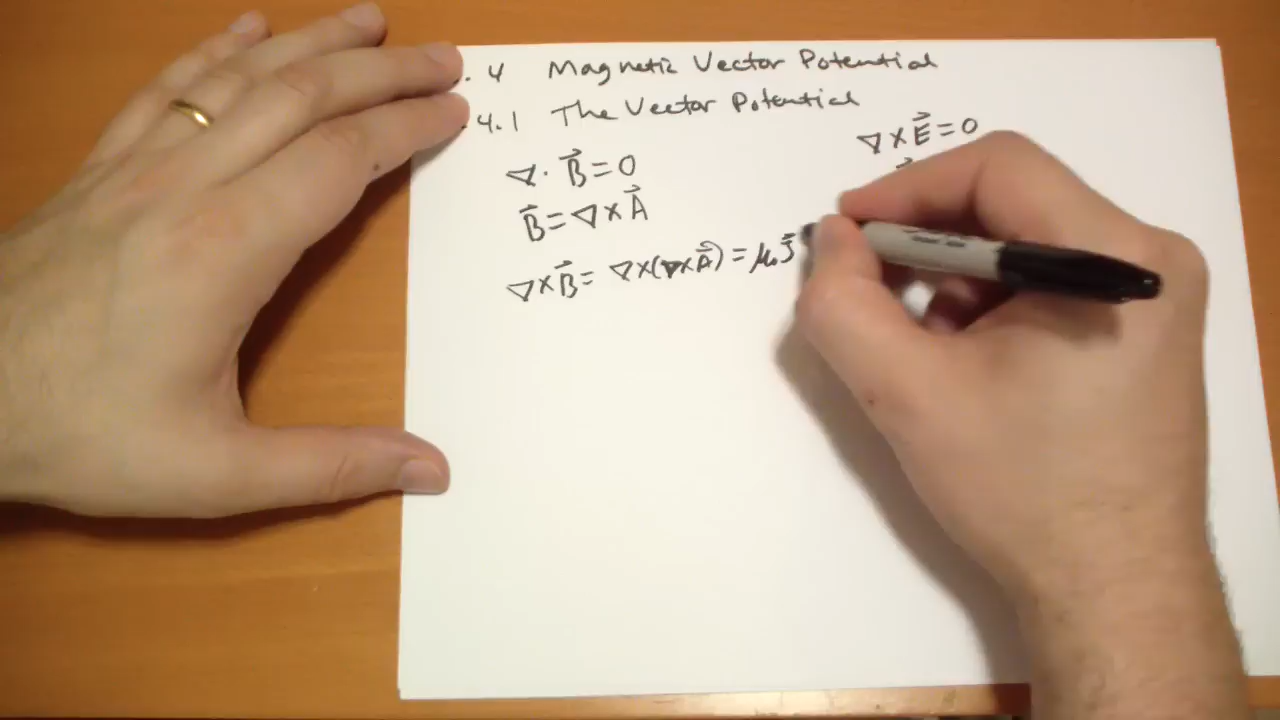 .4 Magnetic Vector Potential
.4.1 The Vector Potential
∇ × E⃗ = 0
∇ · B⃗ = 0
B⃗ = ∇ × A⃗
∇ × B⃗ = ∇ × (∇ × A⃗) = μ₀J⃗